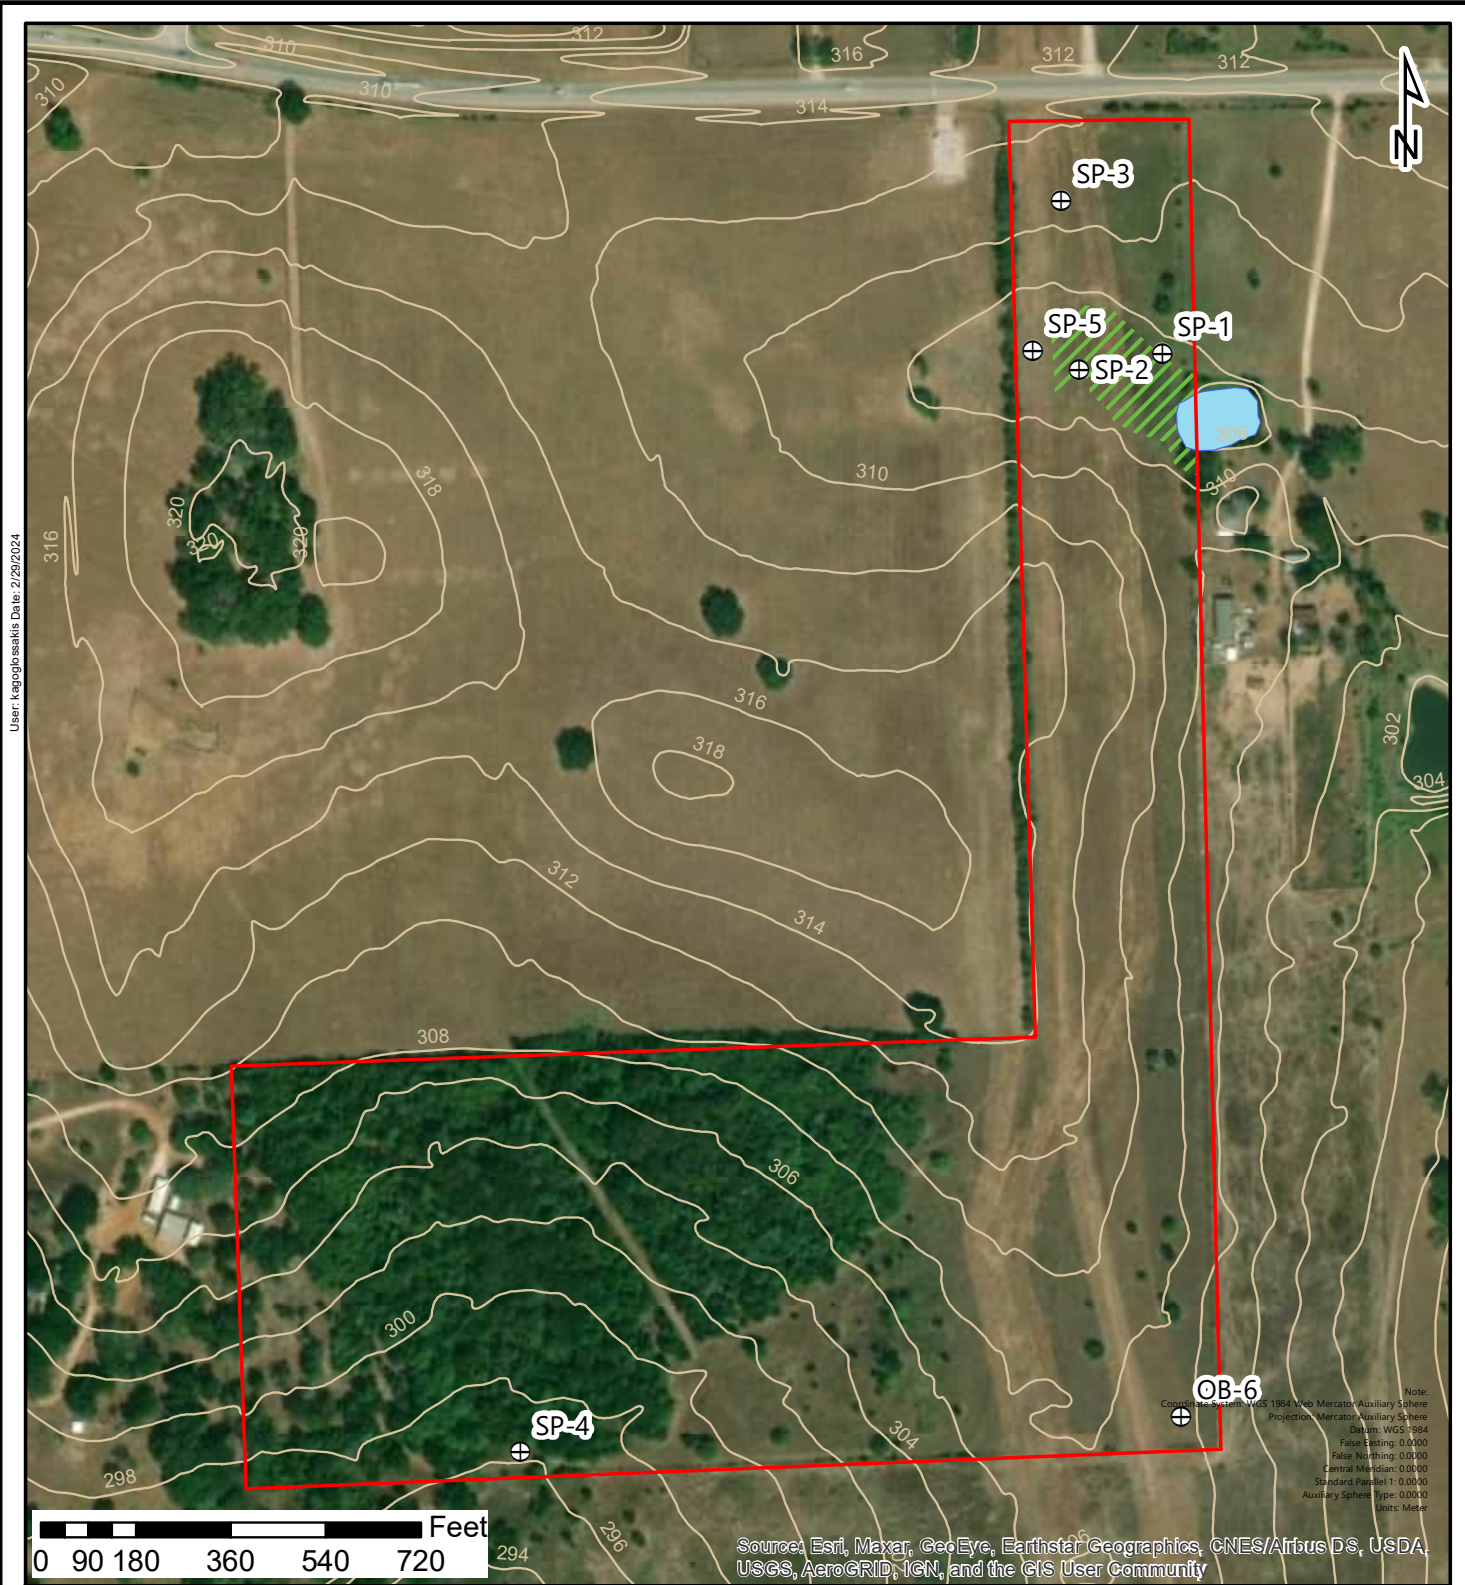 312
310
316
312
312
310
310
314
N
SP-3
SP-5
SP-1
SP-2
306
310
310
318
320
320
320
316
User: kagoglossakis Date: 2/29/2024
316
318
302
304
312
314
308
306
300
SP-4
OB-6
304
298
296
294
306
Note:
Coordinate System: WGS 1984 Web Mercator Auxiliary Sphere
Projection: Mercator Auxiliary Sphere
Datum: WGS 1984
False Easting: 0.0000
False Northing: 0.0000
Central Meridian: 0.0000
Standard Parallel 1: 0.0000
Auxiliary Sphere Type: 0.0000
Units: Meter
Feet
0 90 180 360 540 720
Source: Esri, Maxar, GeoEye, Earthstar Geographics, CNES/Airbus DS, USDA,
USGS, AeroGRID, IGN, and the GIS User Community